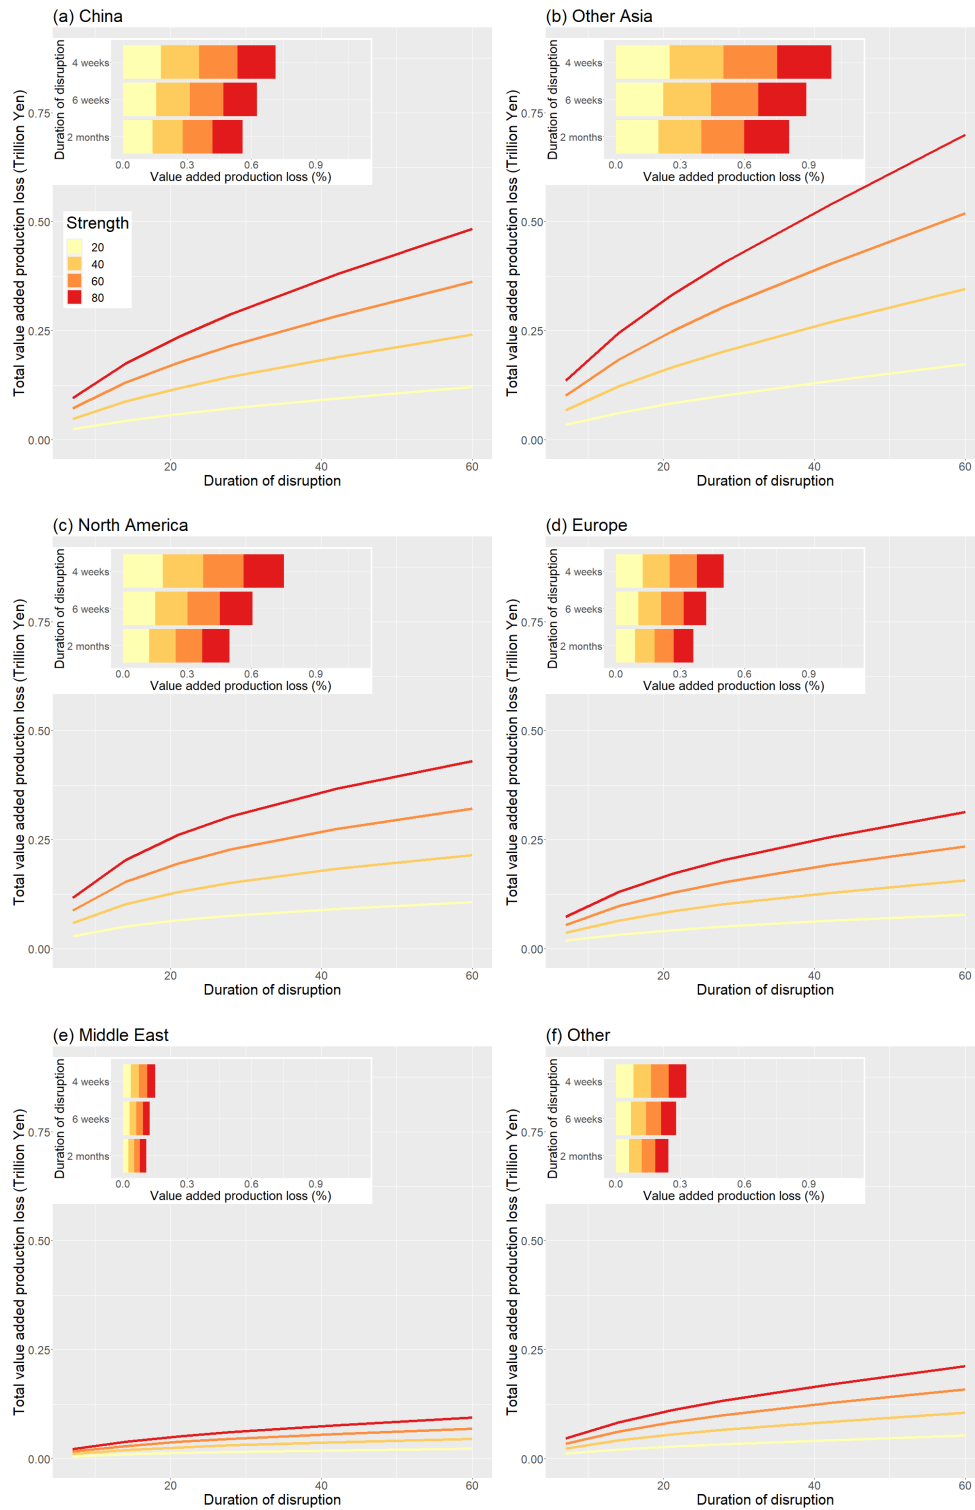 (a) China
Total value added production loss (Trillion Yen)
0.75
0.50
0.25
0.00
Duration of disruption
4 weeks
6 weeks
2 months
0.0 0.3 0.6 0.9
Value added production loss (%)
Strength
20
40
60
80
20 40 60
Duration of disruption
(b) Other Asia
Total value added production loss (Trillion Yen)
0.75
0.50
0.25
0.00
Duration of disruption
4 weeks
6 weeks
2 months
0.0 0.3 0.6 0.9
Value added production loss (%)
20 40 60
Duration of disruption
(c) North America
Total value added production loss (Trillion Yen)
0.75
0.50
0.25
0.00
Duration of disruption
4 weeks
6 weeks
2 months
0.0 0.3 0.6 0.9
Value added production loss (%)
20 40 60
Duration of disruption
(d) Europe
Total value added production loss (Trillion Yen)
0.75
0.50
0.25
0.00
Duration of disruption
4 weeks
6 weeks
2 months
0.0 0.3 0.6 0.9
Value added production loss (%)
20 40 60
Duration of disruption
(e) Middle East
Total value added production loss (Trillion Yen)
0.75
0.50
0.25
0.00
Duration of disruption
4 weeks
6 weeks
2 months
0.0 0.3 0.6 0.9
Value added production loss (%)
20 40 60
Duration of disruption
(f) Other
Total value added production loss (Trillion Yen)
0.75
0.50
0.25
0.00
Duration of disruption
4 weeks
6 weeks
2 months
0.0 0.3 0.6 0.9
Value added production loss (%)
20 40 60
Duration of disruption